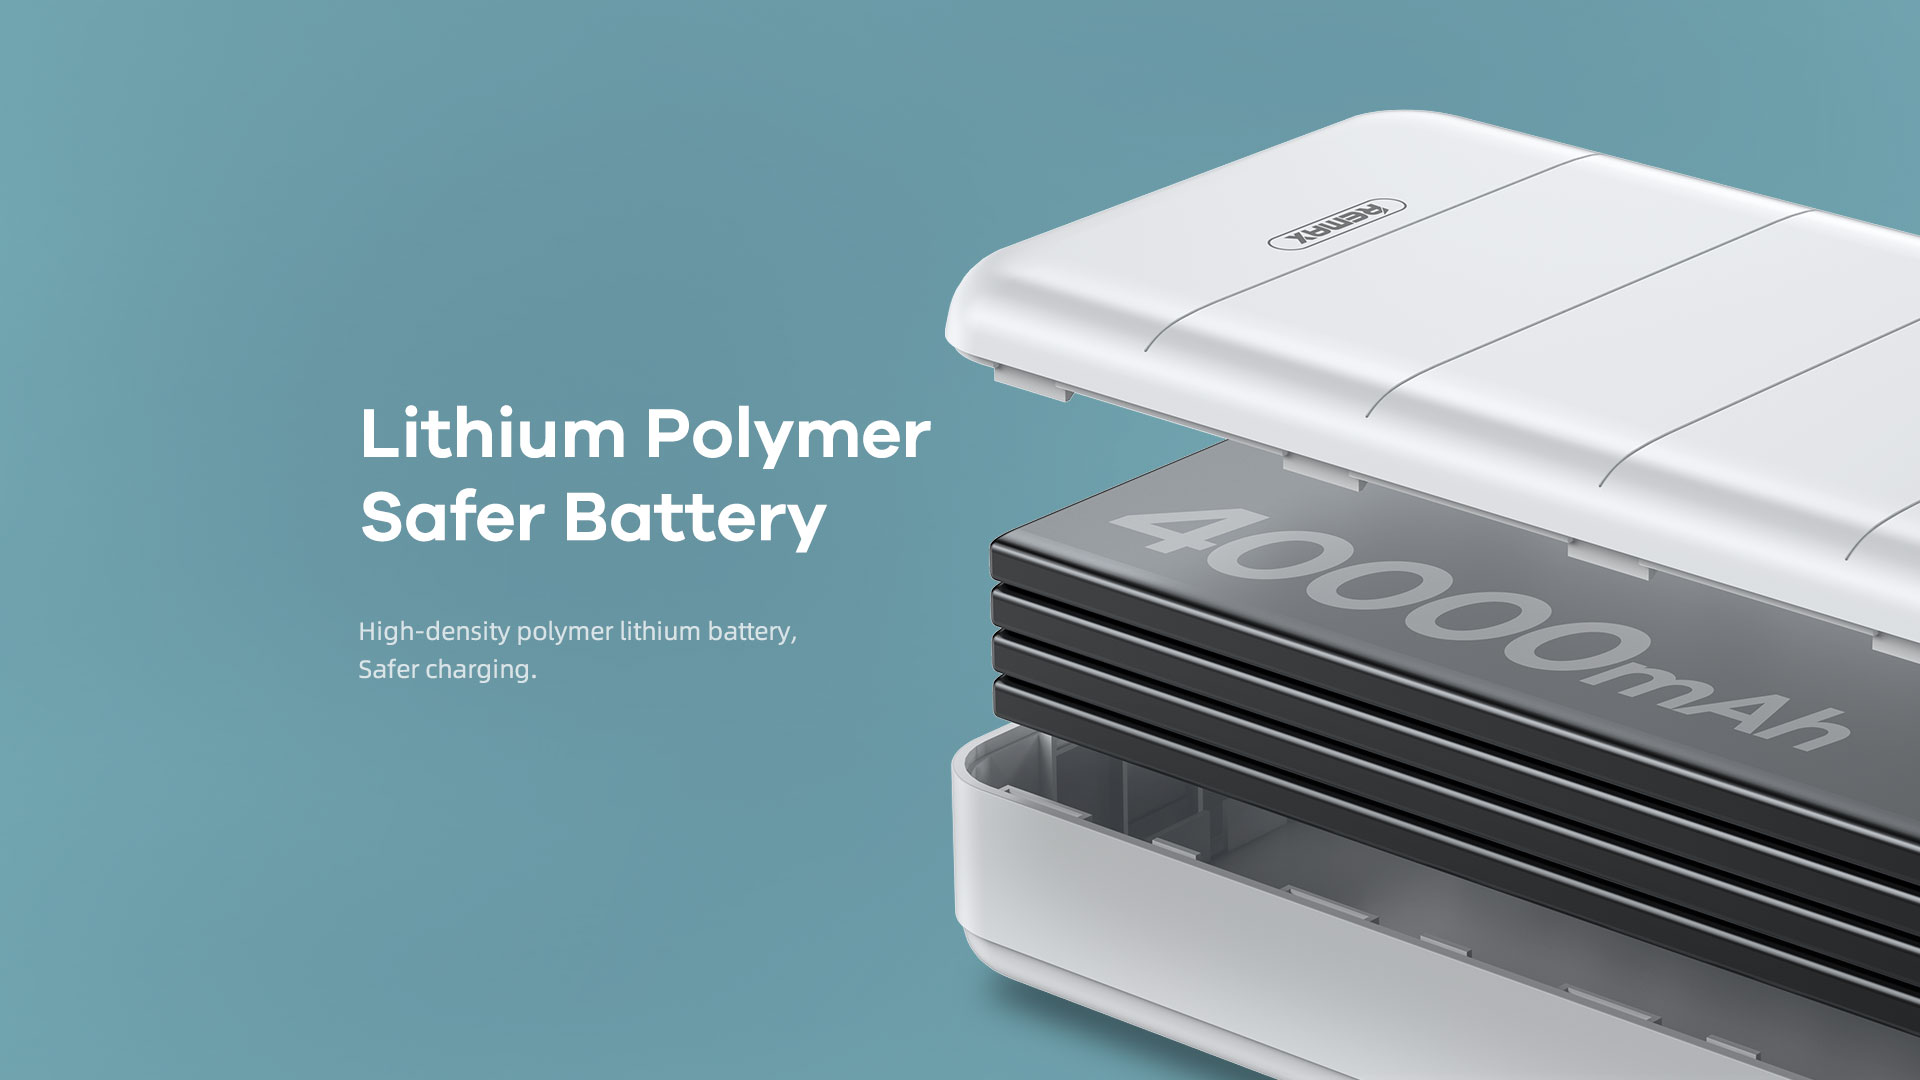 REMAX
Lithium Polymer
Safer Battery
High-density polymer lithium battery,
Safer charging.
40000mAh